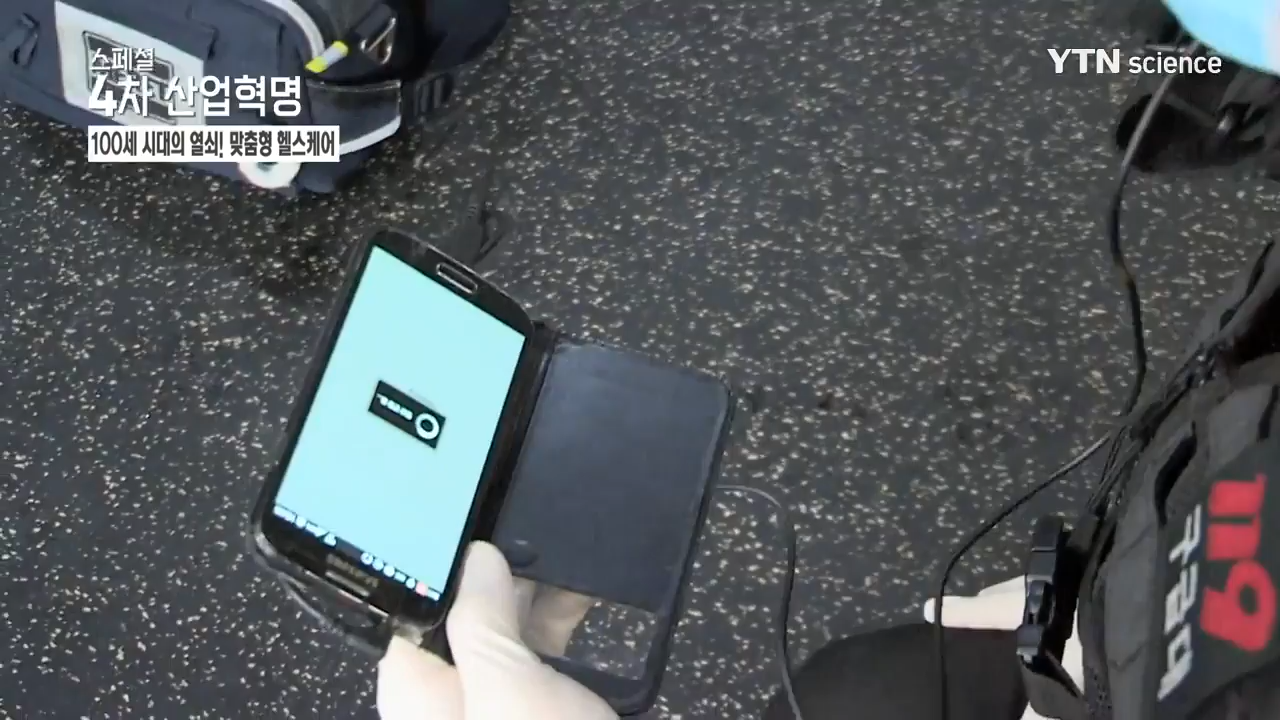 스페셜
4차 산업혁명
100세 시대의 열쇠! 맞춤형 헬스케어
YTN science
119
구급대
SAMSUNG